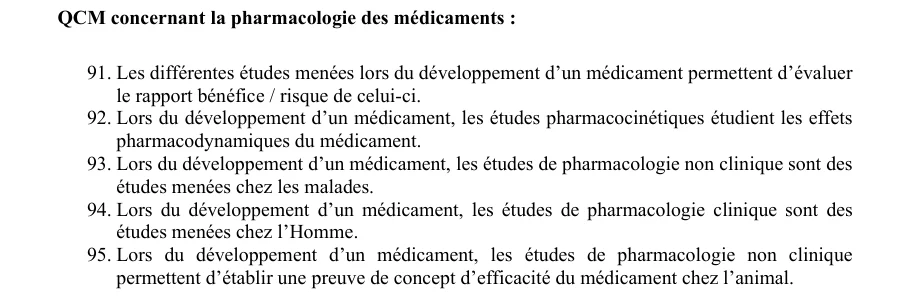 QCM concernant la pharmacologie des médicaments :
91. Les différentes études menées lors du développement d’un médicament permettent d’évaluer
le rapport bénéfice / risque de celui-ci.
92. Lors du développement d’un médicament, les études pharmacocinétiques étudient les effets
pharmacodynamiques du médicament.
93. Lors du développement d’un médicament, les études de pharmacologie non clinique sont des
études menées chez les malades.
94. Lors du développement d’un médicament, les études de pharmacologie clinique sont des
études menées chez l’Homme.
95. Lors du développement d’un médicament, les études de pharmacologie non clinique
permettent d’établir une preuve de concept d’efficacité du médicament chez l’animal.